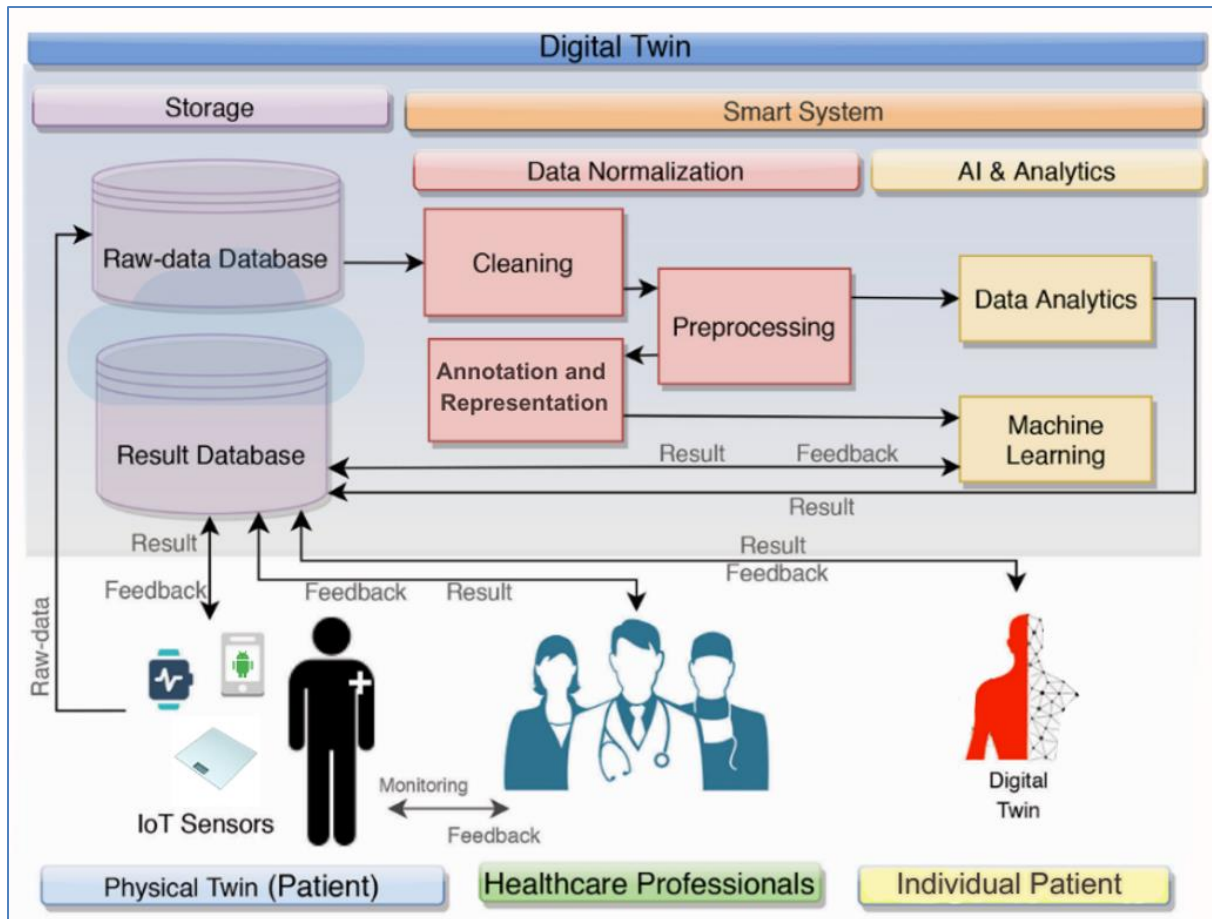 Digital Twin
Storage
Smart System
Data Normalization
AI & Analytics
Raw-data Database
Cleaning
Preprocessing
Data Analytics
Annotation and
Representation
Machine
Learning
Result Database
Result
Feedback
Result
Result
Feedback
Result
Feedback
Feedback
Result
Raw-data
IoT Sensors
Monitoring
Feedback
Digital
Twin
Physical Twin (Patient)
Healthcare Professionals
Individual Patient